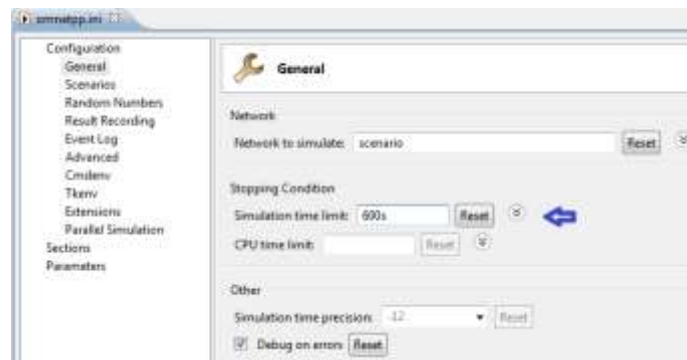 omnetpp.ini
Configuration
General
Scenarios
Random Numbers
Result Recording
Event Log
Advanced
Cmdenv
Tkenv
Extensions
Parallel Simulation
Sections
Parameters
General
Network
Network to simulate: scenario Reset
Stopping Condition
Simulation time limit: 600s Reset
CPU time limit: Reset
Other
Simulation time precision: -12 Reset
Debug on errors Reset